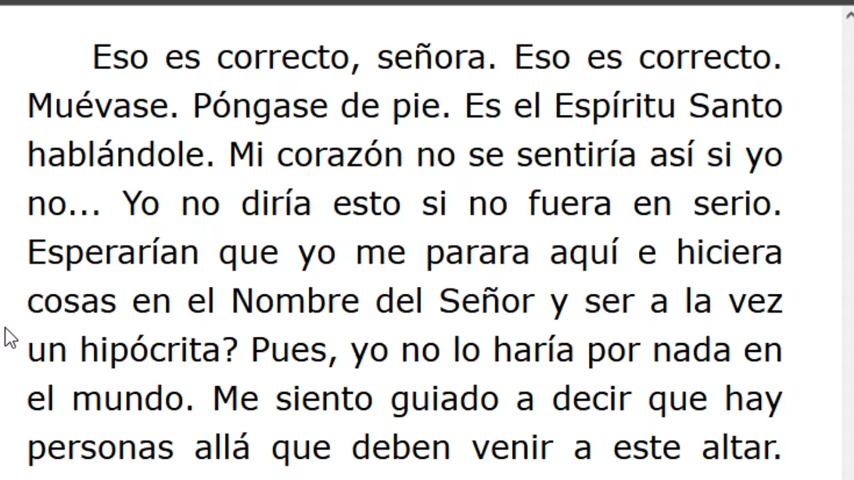 Eso es correcto, señora. Eso es correcto.
Muévase. Póngase de pie. Es el Espíritu Santo
hablándole. Mi corazón no se sentiría así si yo
no... Yo no diría esto si no fuera en serio.
Esperarían que yo me parara aquí e hiciera
cosas en el Nombre del Señor y ser a la vez
un hipócrita? Pues, yo no lo haría por nada en
el mundo. Me siento guiado a decir que hay
personas allá que deben venir a este altar.